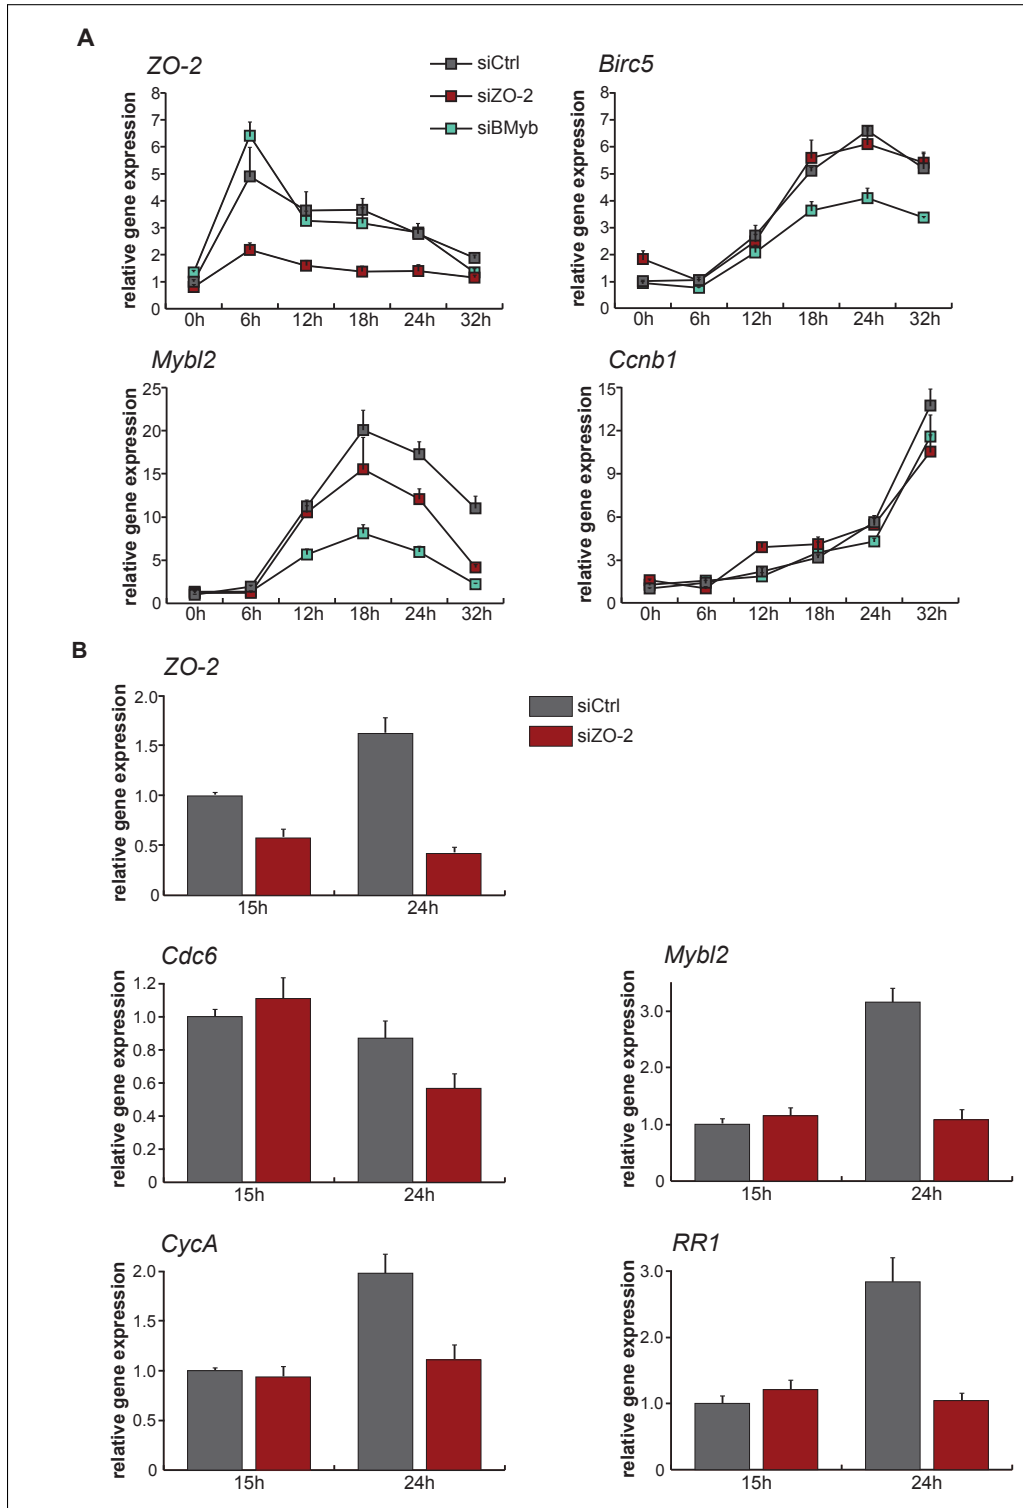 A
ZO-2
siCtrl
siZO-2
siBMyb
relative gene expression
8
7
6
5
4
3
2
1
0
0h 6h 12h 18h 24h 32h
Birc5
relative gene expression
8
7
6
5
4
3
2
1
0
0h 6h 12h 18h 24h 32h
Mybl2
relative gene expression
25
20
15
10
5
0
0h 6h 12h 18h 24h 32h
Ccnb1
relative gene expression
15
12
9
6
3
0
0h 6h 12h 18h 24h 32h
B
ZO-2
siCtrl
siZO-2
relative gene expression
2.0
1.5
1.0
0.5
0
15h 24h
Cdc6
relative gene expression
1.2
1.0
0.8
0.6
0.4
0.2
0
15h 24h
Mybl2
relative gene expression
3.0
2.0
1.0
0
15h 24h
CycA
relative gene expression
2.0
1.5
1.0
0.5
0
15h 24h
RR1
relative gene expression
3.0
2.0
1.0
0
15h 24h